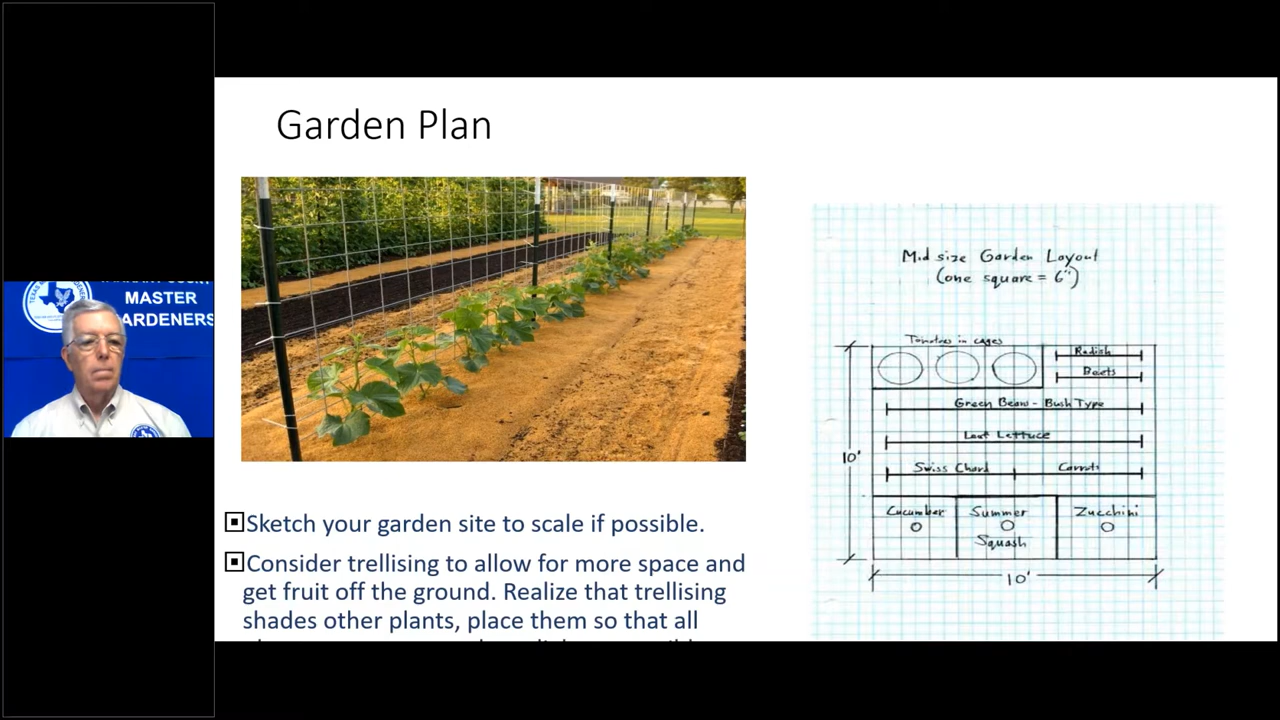 Garden Plan
MASTER
ARDENERS
Sketch your garden site to scale if possible.
Consider trellising to allow for more space and
get fruit off the ground. Realize that trellising
shades other plants, place them so that all
Mid size Garden Layout
(one square = 6")
Tomatoes in cages
Radish
Beets
Green Beans - Bush Type
Leaf Lettuce
Swiss Chard
Carrots
10'
Cucumber
Summer
Squash
Zucchini
10'